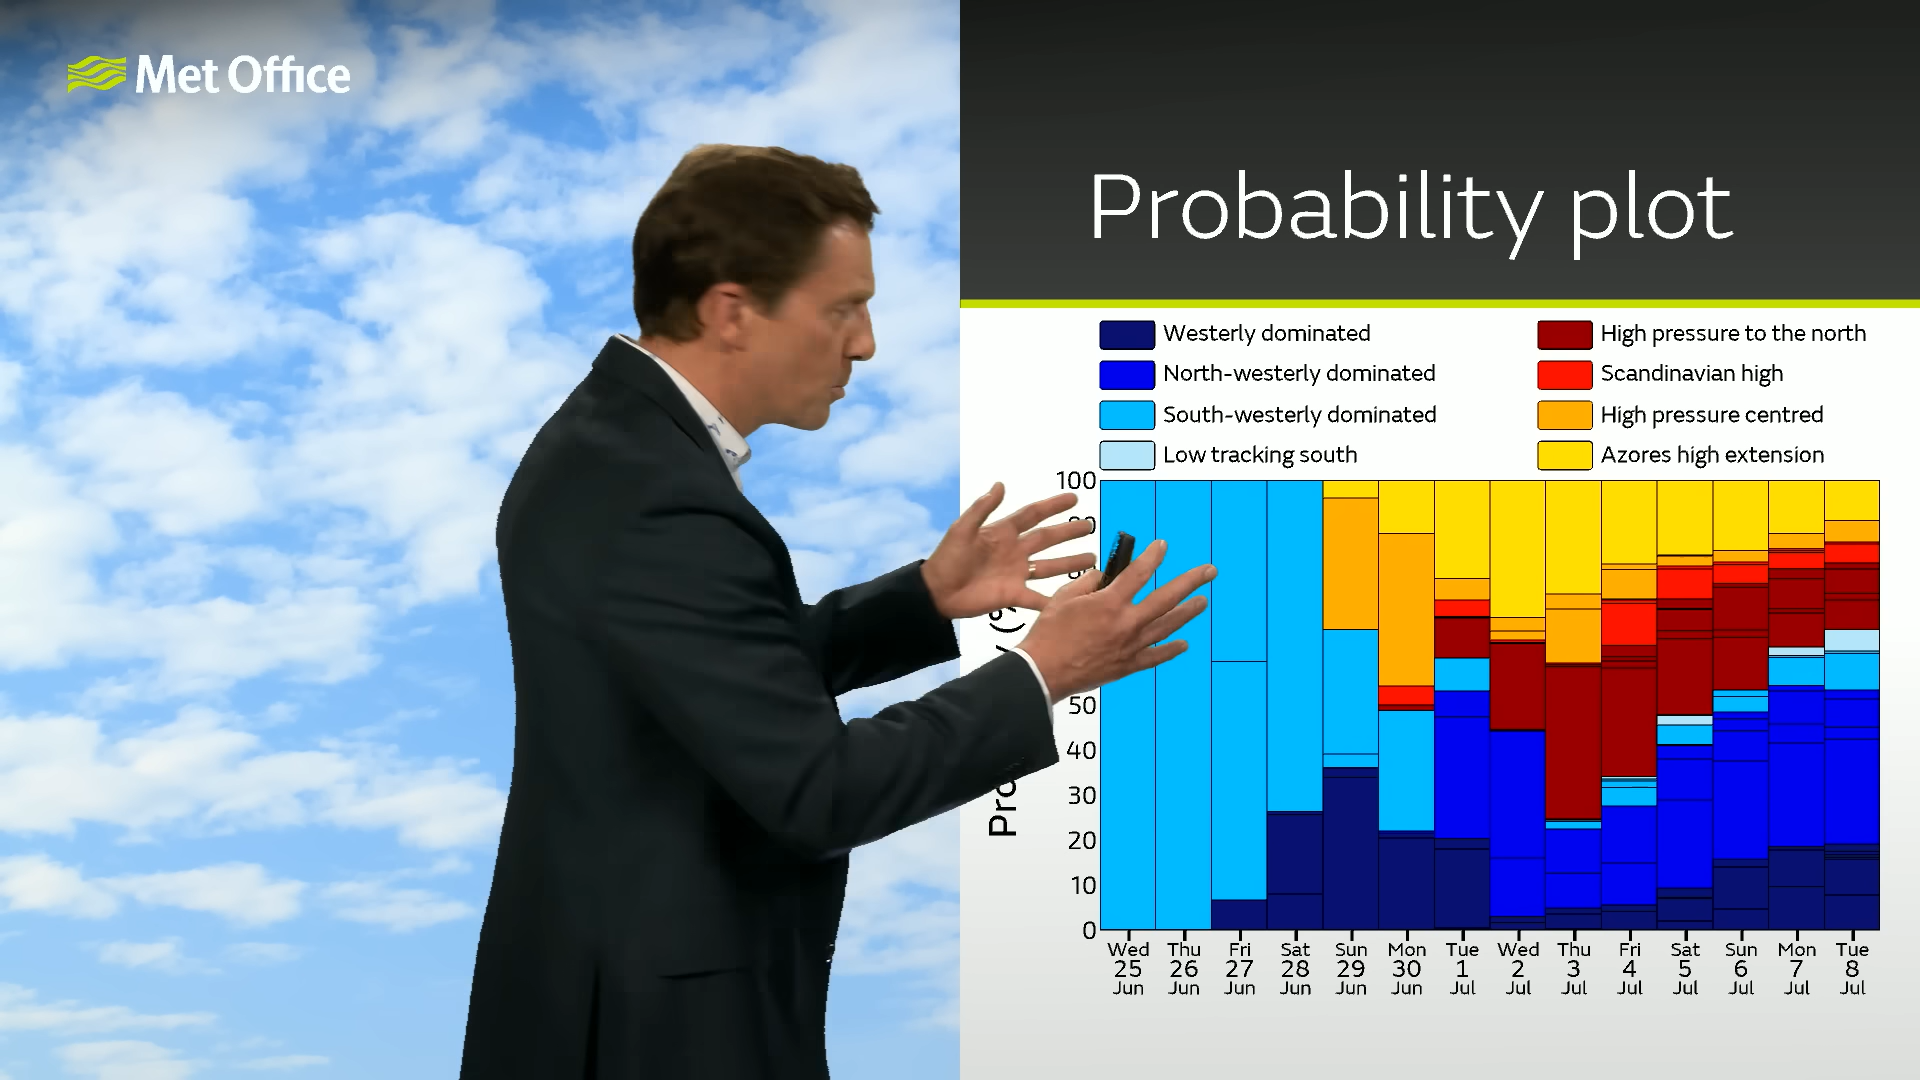 Met Office
Probability plot
Westerly dominated
North-westerly dominated
South-westerly dominated
Low tracking south
High pressure to the north
Scandinavian high
High pressure centred
Azores high extension
100
50
40
30
20
10
0
Wed Thu Fri Sat Sun Mon Tue Wed Thu Fri Sat Sun Mon Tue
25 26 27 28 29 30 1 2 3 4 5 6 7 8
Jun Jun Jun Jun Jun Jun Jul Jul Jul Jul Jul Jul Jul Jul